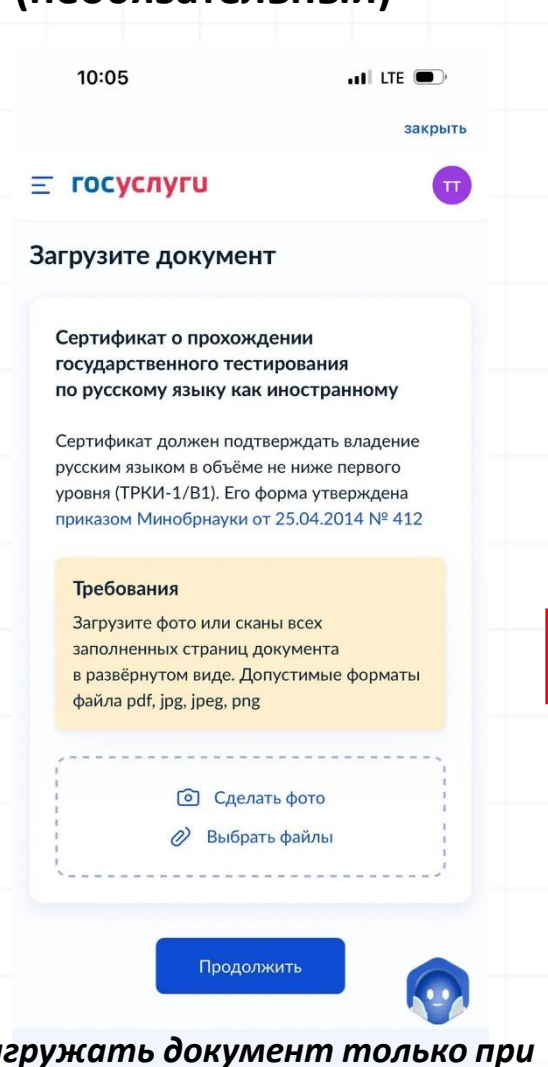 (необязательный)
10:05
LTE
закрыть
госуслуги
ТТ
Загрузите документ
Сертификат о прохождении
государственного тестирования
по русскому языку как иностранному
Сертификат должен подтверждать владение
русским языком в объёме не ниже первого
уровня (ТРКИ-1/В1). Его форма утверждена
приказом Минобрнауки от 25.04.2014 № 412
Требования
Загрузите фото или сканы всех
заполненных страниц документа
в развёрнутом виде. Допустимые форматы
файла pdf, jpg, jpeg, png
Сделать фото
Выбрать файлы
Продолжить
документ только при